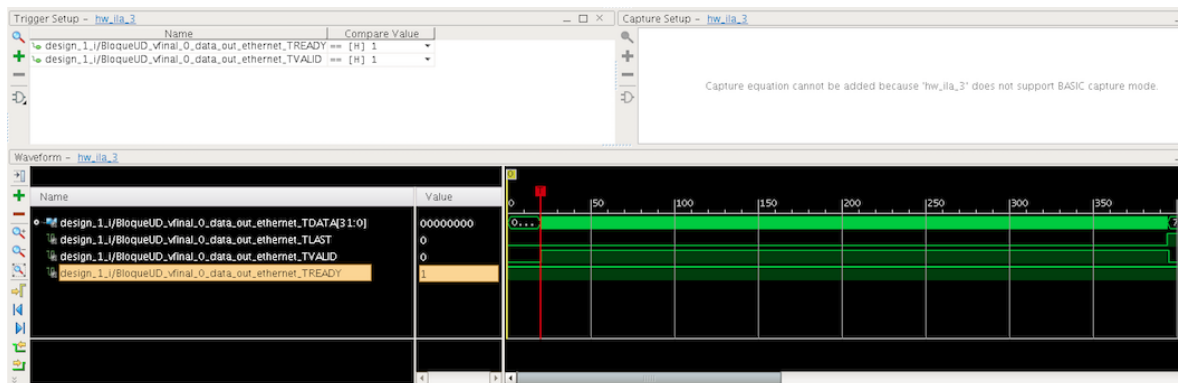 Trigger Setup - hw_ila_3
Name Compare Value
design_1_i/BloqueUD_vfinal_0_data_out_ethernet_TREADY == [H] 1
design_1_i/BloqueUD_vfinal_0_data_out_ethernet_TVALID == [H] 1
Capture Setup - hw_ila_3
Capture equation cannot be added because 'hw_ila_3' does not support BASIC capture mode.
Waveform - hw_ila_3
Name Value
design_1_i/BloqueUD_vfinal_0_data_out_ethernet_TDATA[31:0] 00000000
design_1_i/BloqueUD_vfinal_0_data_out_ethernet_TLAST 0
design_1_i/BloqueUD_vfinal_0_data_out_ethernet_TVALID 0
design_1_i/BloqueUD_vfinal_0_data_out_ethernet_TREADY 1
0
0 50 100 150 200 250 300 350
0...